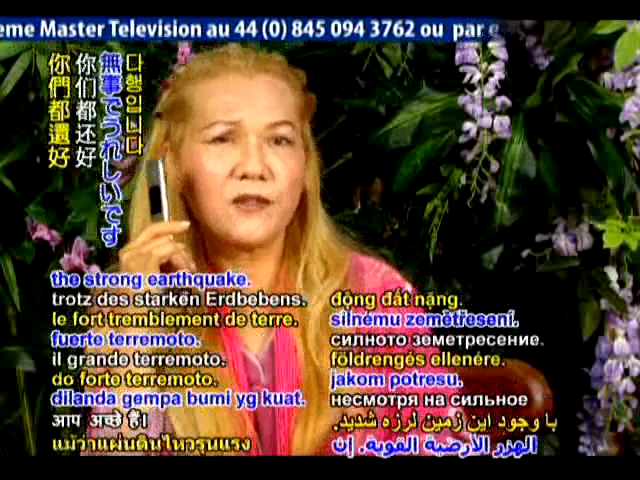 eme Master Television au 44 (0) 845 094 3762 ou par
다행입니다
無事でうれしいです
你们都还好
你們都還好
the strong earthquake.
trotz des starken Erdbebens.
le fort tremblement de terre.
fuerte terremoto.
il grande terremoto.
do forte terremoto.
dilanda gempa bumi yg kuat.
आप अच्छे हैं।
แม้ว่าแผ่นดินไหวรุนแรง
động đất nặng.
silnému zemětřesení.
силното земетресение.
földrengés ellenére.
jakom potresu.
несмотря на сильное
با وجود این زمین لرزه شدید.
الهزر الأرضية القوية. إن